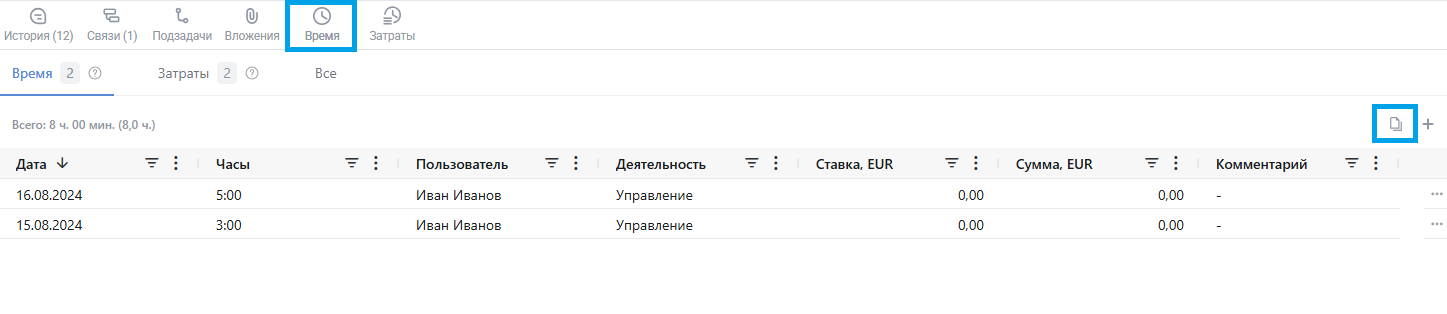 История (12) Связи (1) Подзадачи Вложения Время Затраты
Время 2 ? Затраты 2 ? Все
Всего: 8 ч. 00 мин. (8,0 ч.)
Дата Часы Пользователь Деятельность Ставка, EUR Сумма, EUR Комментарий
16.08.2024 5:00 Иван Иванов Управление 0,00 0,00 -
15.08.2024 3:00 Иван Иванов Управление 0,00 0,00 -